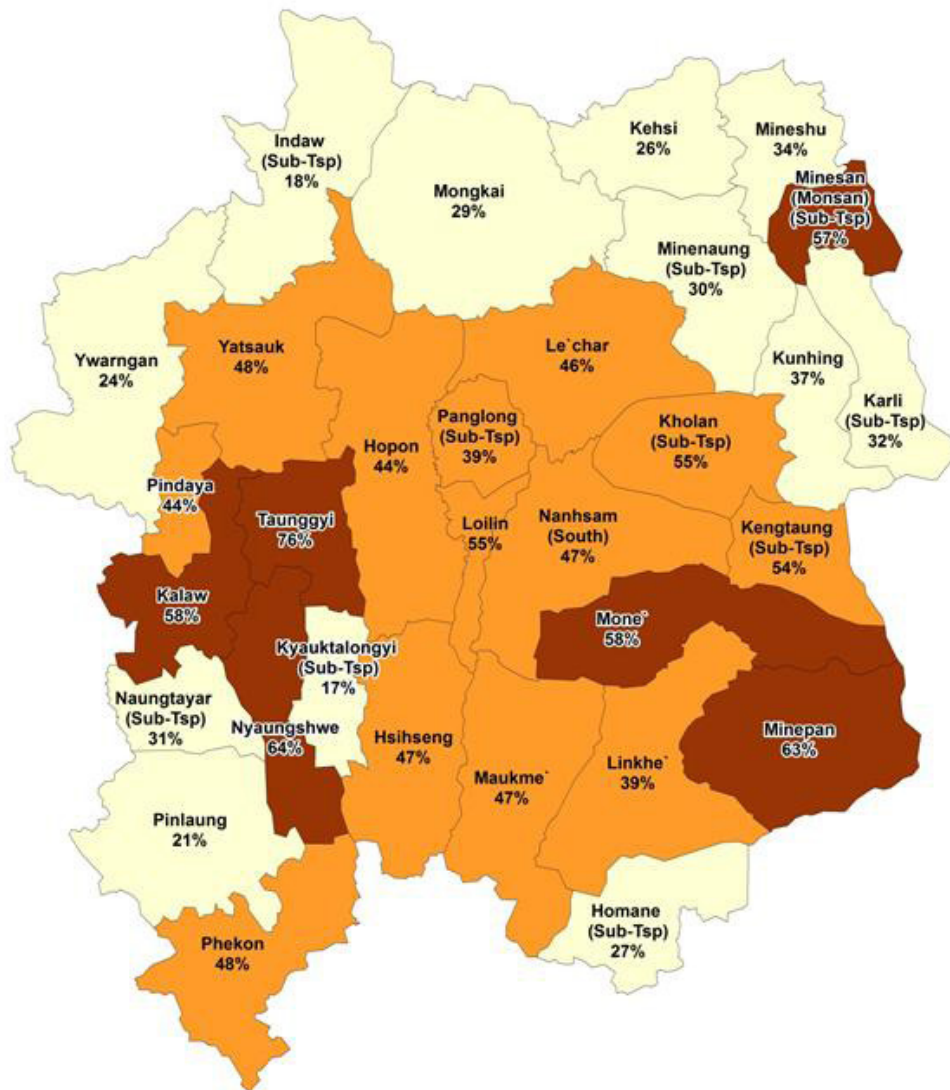 Indaw
(Sub-Tsp)
18%
Mongkai
29%
Kehsi
26%
Mineshu
34%
Minesan
(Monsan)
(Sub-Tsp)
57%
Minenaung
(Sub-Tsp)
30%
Ywarngan
24%
Yatsauk
48%
Le`char
46%
Kunhing
37%
Karli
(Sub-Tsp)
32%
Hopon
44%
Panglong
(Sub-Tsp)
39%
Kholan
(Sub-Tsp)
55%
Pindaya
44%
Taunggyi
76%
Loilin
55%
Nanhsam
(South)
47%
Kengtaung
(Sub-Tsp)
54%
Kalaw
58%
Mone`
58%
Kyauktalongyi
(Sub-Tsp)
17%
Naungtayar
(Sub-Tsp)
31%
Nyaungshwe
64%
Hsihseng
47%
Maukme`
47%
Linkhe`
39%
Minepan
63%
Pinlaung
21%
Homane
(Sub-Tsp)
27%
Phekon
48%